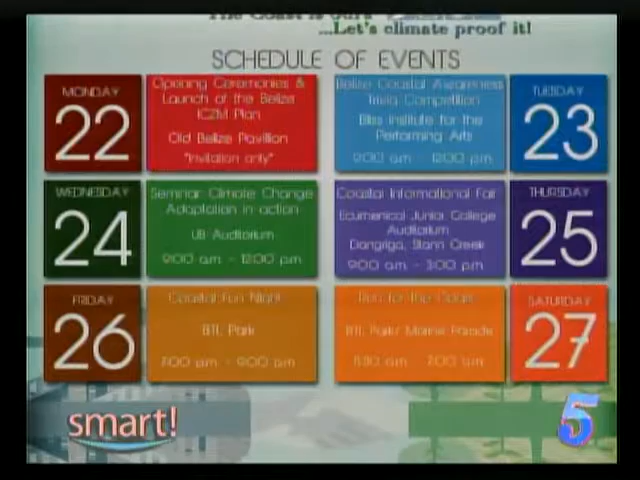 The Coast is Ours
...Let's climate proof it!
SCHEDULE OF EVENTS
MONDAY
22
Opening Ceremonies &
Launch of the Belize
ICZM Plan
Old Belize Pavillion
"Invitation only"
Belize Coastal Awareness
Trivia Competition
Bliss Institute for the
Performing Arts
9:00 am - 12:00 pm
TUESDAY
23
WEDNESDAY
24
Seminar: Climate Change
Adaptation in action
UB Auditorium
9:00 am - 12:00 pm
Coastal Informational Fair
Ecumenical Junior College
Auditorium
Dangriga, Stann Creek
9:00 am - 3:00 pm
THURSDAY
25
FRIDAY
26
Coastal Fun Night
BTL Park
7:00 pm - 9:00 pm
for the
BTL Park/ Marine Parade
am - 7:00 am
SATURDAY
27
smart!
5